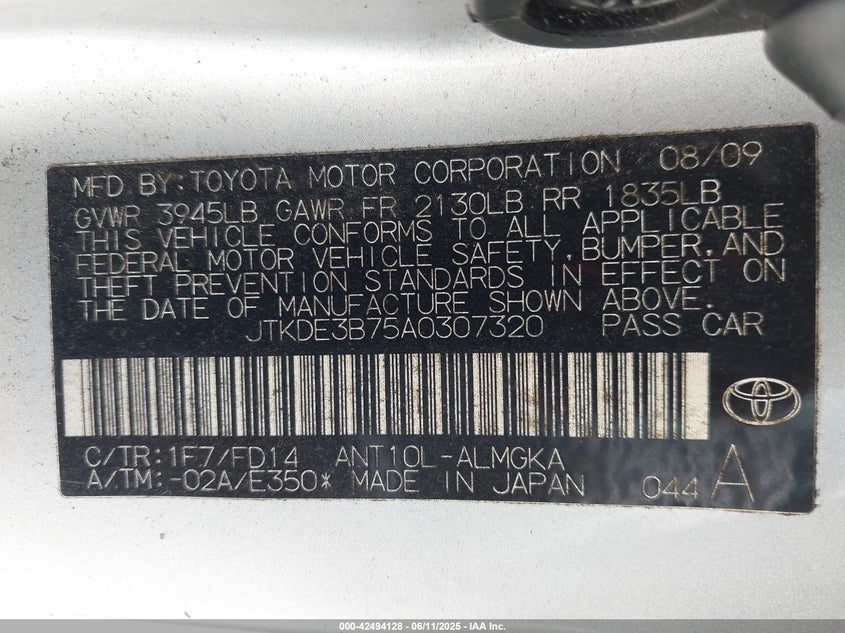 MFD BY:TOYOTA MOTOR CORPORATION 08/09
GVWR 3945LB GAWR FR 2130LB RR 1835LB
THIS VEHICLE CONFORMS TO ALL APPLICABLE
FEDERAL MOTOR VEHICLE SAFETY,BUMPER,AND
THEFT PREVENTION STANDARDS IN EFFECT ON
THE DATE OF MANUFACTURE SHOWN ABOVE.
JTKDE3B75A0307320 PASS CAR
C/TR:1F7/FD14 ANT10L-ALMGKA
A/TM:-02A/E350* MADE IN JAPAN 044 A
000-42494128 - 06/11/2025 - IAA Inc.